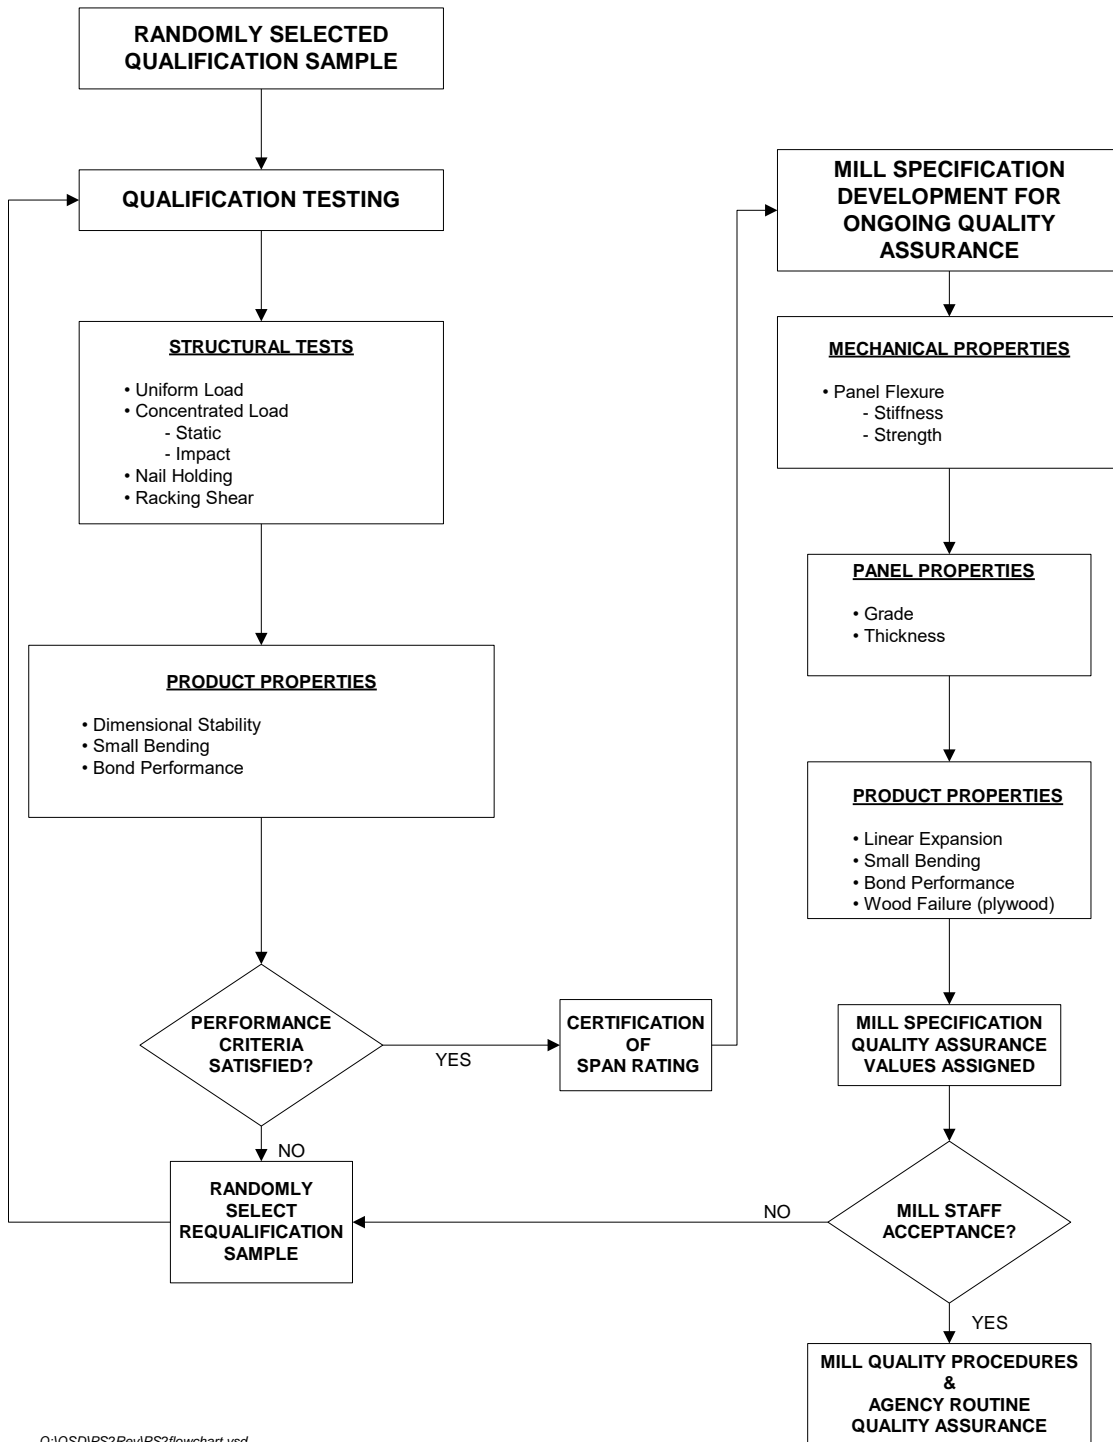 RANDOMLY SELECTED
QUALIFICATION SAMPLE
QUALIFICATION TESTING
STRUCTURAL TESTS
• Uniform Load
• Concentrated Load
- Static
- Impact
• Nail Holding
• Racking Shear
PRODUCT PROPERTIES
• Dimensional Stability
• Small Bending
• Bond Performance
PERFORMANCE
CRITERIA
SATISFIED?
YES
NO
CERTIFICATION
OF
SPAN RATING
RANDOMLY
SELECT
REQUALIFICATION
SAMPLE
MILL SPECIFICATION
DEVELOPMENT FOR
ONGOING QUALITY
ASSURANCE
MECHANICAL PROPERTIES
• Panel Flexure
- Stiffness
- Strength
PANEL PROPERTIES
• Grade
• Thickness
PRODUCT PROPERTIES
• Linear Expansion
• Small Bending
• Bond Performance
• Wood Failure (plywood)
MILL SPECIFICATION
QUALITY ASSURANCE
VALUES ASSIGNED
MILL STAFF
ACCEPTANCE?
NO
YES
MILL QUALITY PROCEDURES
&
AGENCY ROUTINE
QUALITY ASSURANCE
Q:\QSD\PS2Rev\PS2flowchart.vsd